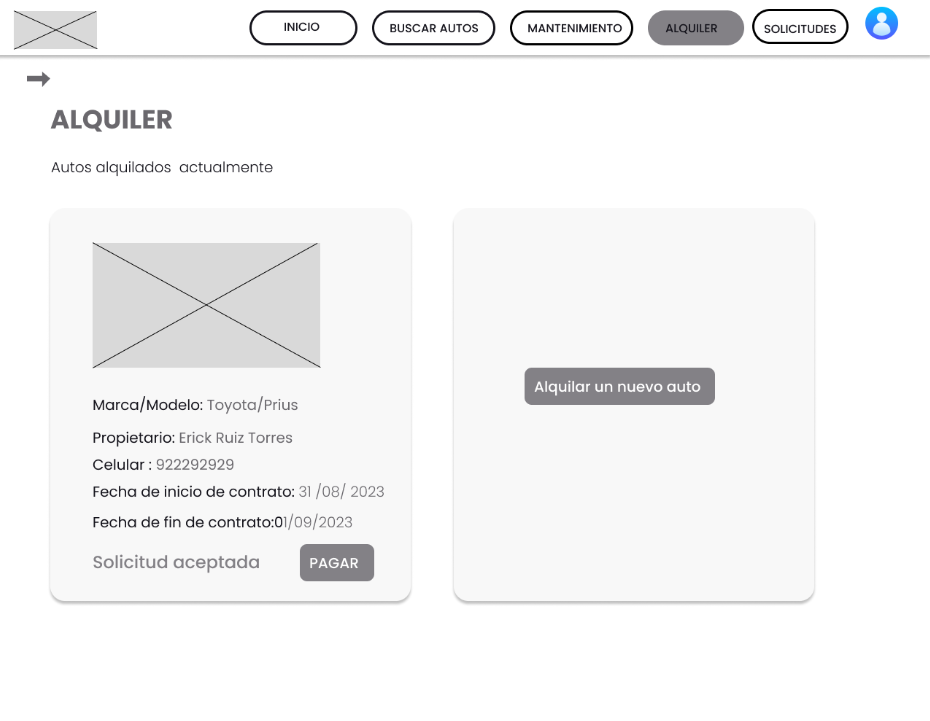 INICIO
BUSCAR AUTOS
MANTENIMIENTO
ALQUILER
SOLICITUDES
ALQUILER
Autos alquilados actualmente
Marca/Modelo: Toyota/Prius
Propietario: Erick Ruiz Torres
Celular : 922292929
Fecha de inicio de contrato: 31 /08/ 2023
Fecha de fin de contrato:01/09/2023
Solicitud aceptada
PAGAR
Alquilar un nuevo auto